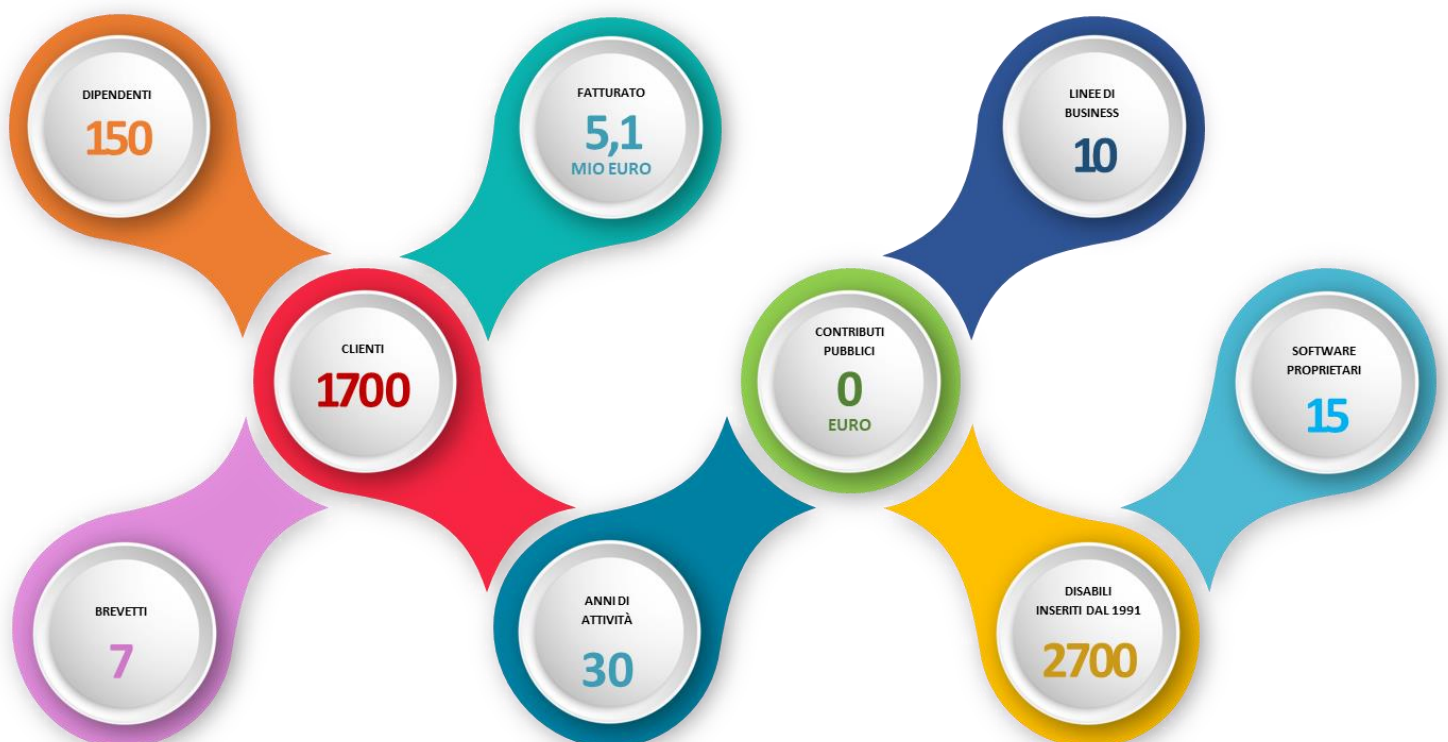 DIPENDENTI
150
FATTURATO
5,1
MIO EURO
LINEE DI
BUSINESS
10
CLIENTI
1700
CONTRIBUTI
PUBBLICI
0
EURO
SOFTWARE
PROPRIETARI
15
BREVETTI
7
ANNI DI
ATTIVITÀ
30
DISABILI
INSERITI DAL 1991
2700